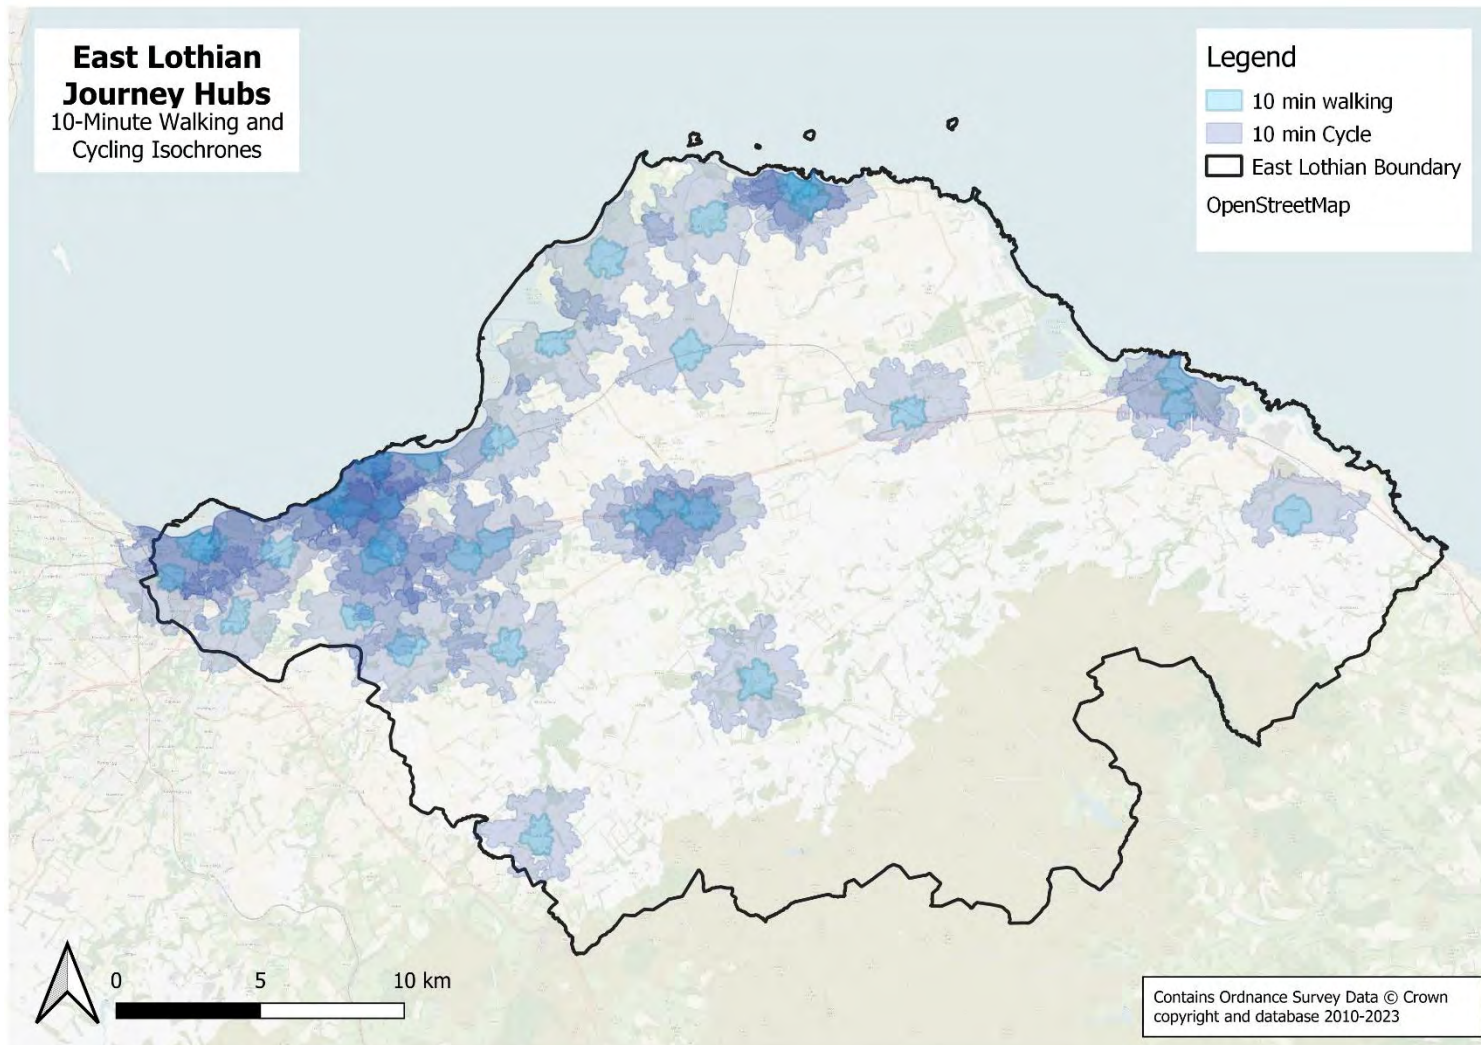 East Lothian
Journey Hubs
10-Minute Walking and
Cycling Isochrones
Legend
10 min walking
10 min Cycle
East Lothian Boundary
OpenStreetMap
0 5 10 km
Contains Ordnance Survey Data © Crown
copyright and database 2010-2023